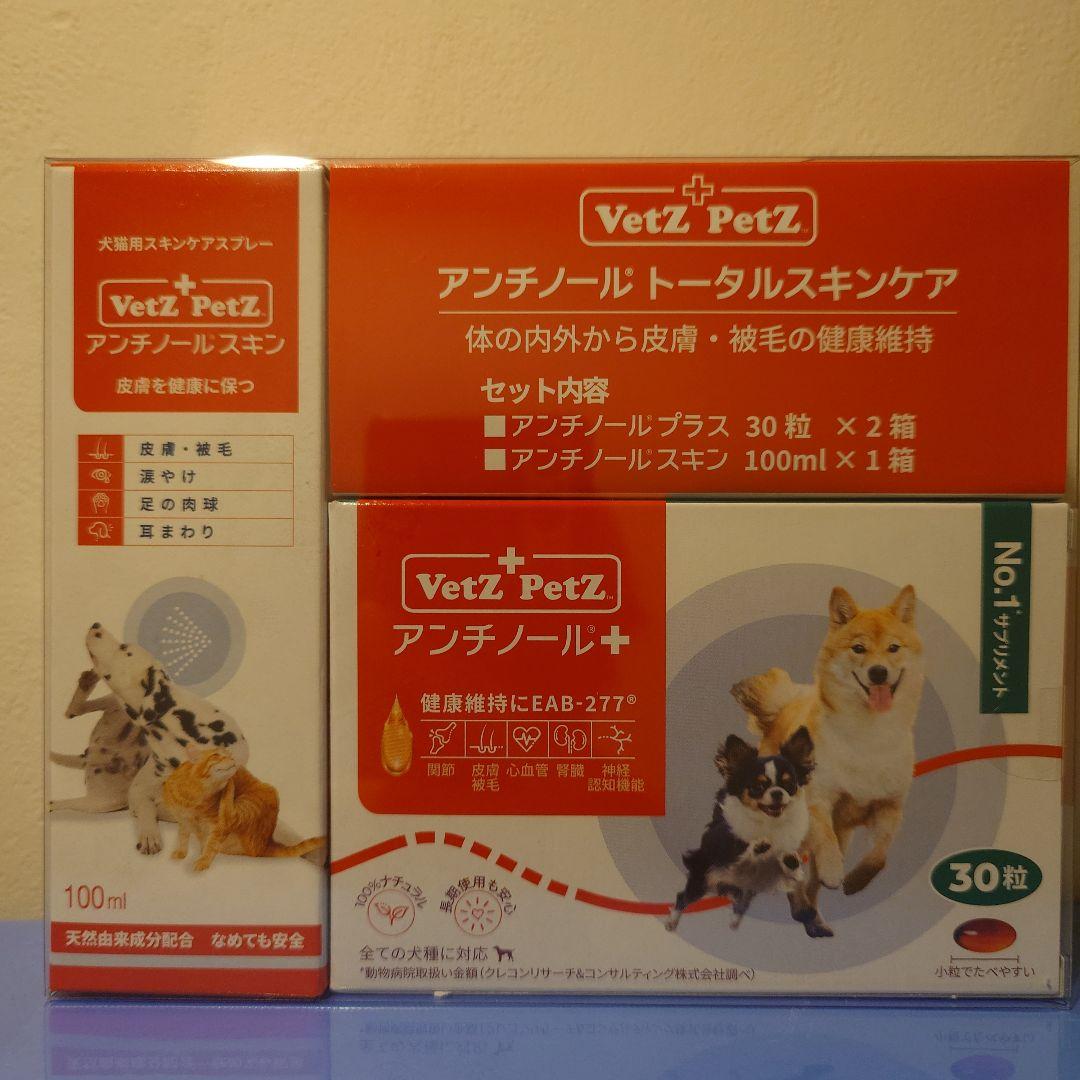 犬猫用スキンケアスプレー
VetZ PetZ
アンチノール®スキン
皮膚を健康に保つ
皮膚・被毛
涙やけ
足の肉球
耳まわり
100ml
天然由来成分配合 なめても安全
VetZ PetZ™
アンチノール®トータルスキンケア
体の内外から皮膚・被毛の健康維持
セット内容
■アンチノール®プラス 30粒 ×2箱
■アンチノール®スキン 100ml×1箱
VetZ PetZ™
アンチノール®+
健康維持にEAB-277®
関節 皮膚被毛 心血管 腎臓 神経認知機能
No.1*サプリメント
100%ナチュラル
長期使用も安心
30粒
小粒でたべやすい
全ての犬種に対応
*動物病院取扱い金額(クレコンリサーチ&コンサルティング株式会社調べ)